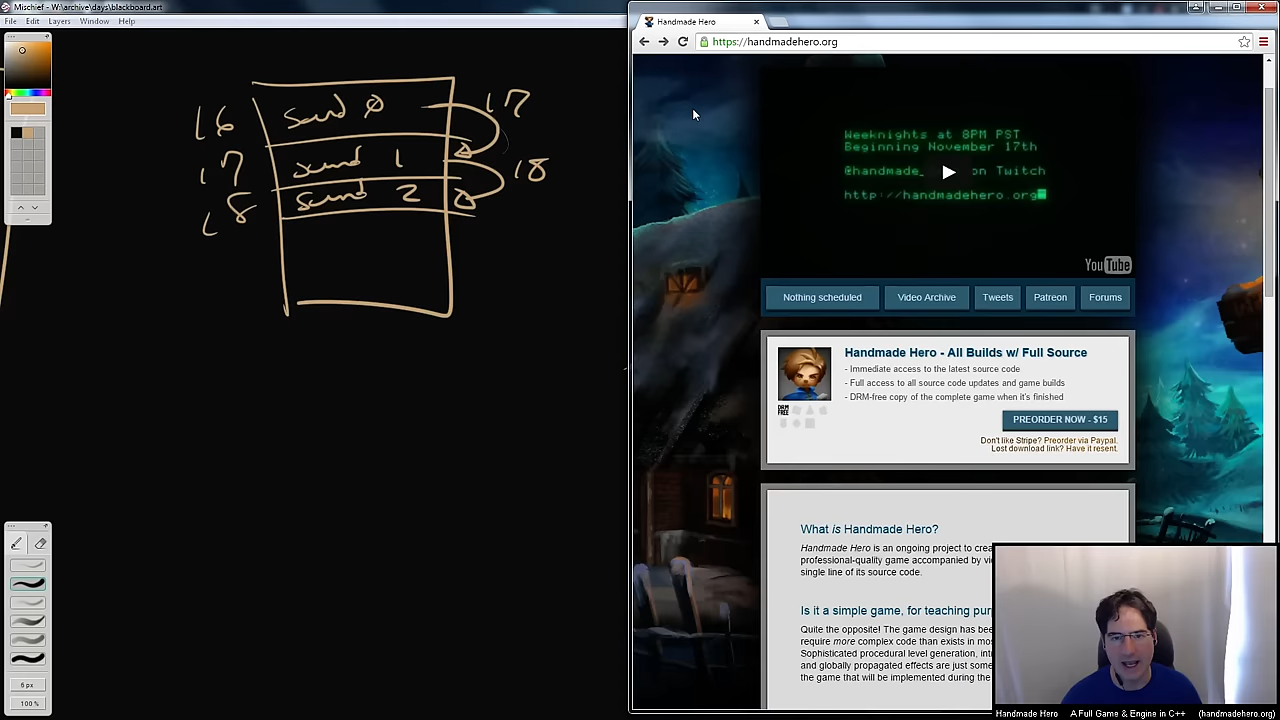 Mischief - W:\archive\days\blackboard.art
File Edit Layers Window Help
16
sound 0
17
17
sound 1
18
18
sound 2
6 px
100 %
Handmade Hero
https://handmadehero.org
Weeknights at 8PM PST
Beginning November 17th
@handmade_ on Twitch
http://handmadehero.org
YouTube
Nothing scheduled
Video Archive
Tweets
Patreon
Forums
Handmade Hero - All Builds w/ Full Source
- Immediate access to the latest source code
- Full access to all source code updates and game builds
- DRM-free copy of the complete game when it's finished
DRM
FREE
PREORDER NOW - $15
Don't like Stripe? Preorder via Paypal.
Lost download link? Have it resent.
What is Handmade Hero?
Handmade Hero is an ongoing project to crea
professional-quality game accompanied by vi
single line of its source code.
Is it a simple game, for teaching pur
Quite the opposite! The game design has bee
require more complex code than exists in mo
Sophisticated procedural level generation, int
and globally propagated effects are just some
the game that will be implemented during the
Handmade Hero A Full Game & Engine in C++ (handmadehero.org)